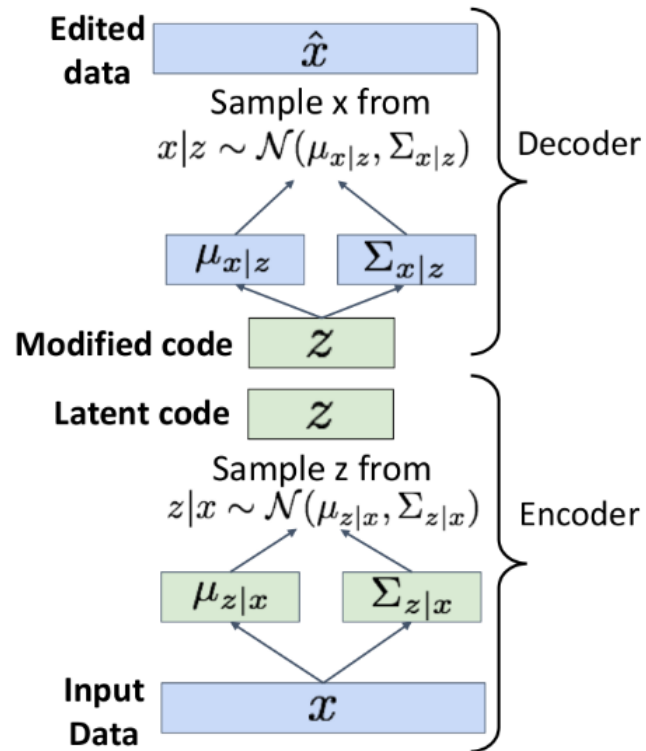 Edited
data
x̂
Sample x from
x|z ∼ 𝒩(μ_{x|z}, Σ_{x|z})
Decoder
μ_{x|z}
Σ_{x|z}
Modified code
z
Latent code
z
Sample z from
z|x ∼ 𝒩(μ_{z|x}, Σ_{z|x})
Encoder
μ_{z|x}
Σ_{z|x}
Input
Data
x